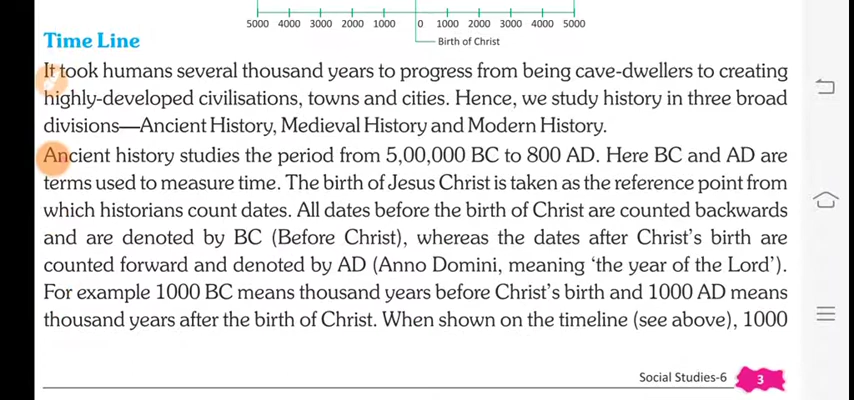 5000 4000 3000 2000 1000 0 1000 2000 3000 4000 5000
Birth of Christ
Time Line
It took humans several thousand years to progress from being cave-dwellers to creating
highly-developed civilisations, towns and cities. Hence, we study history in three broad
divisions—Ancient History, Medieval History and Modern History.
Ancient history studies the period from 5,00,000 BC to 800 AD. Here BC and AD are
terms used to measure time. The birth of Jesus Christ is taken as the reference point from
which historians count dates. All dates before the birth of Christ are counted backwards
and are denoted by BC (Before Christ), whereas the dates after Christ's birth are
counted forward and denoted by AD (Anno Domini, meaning 'the year of the Lord').
For example 1000 BC means thousand years before Christ's birth and 1000 AD means
thousand years after the birth of Christ. When shown on the timeline (see above), 1000
Social Studies-6 3